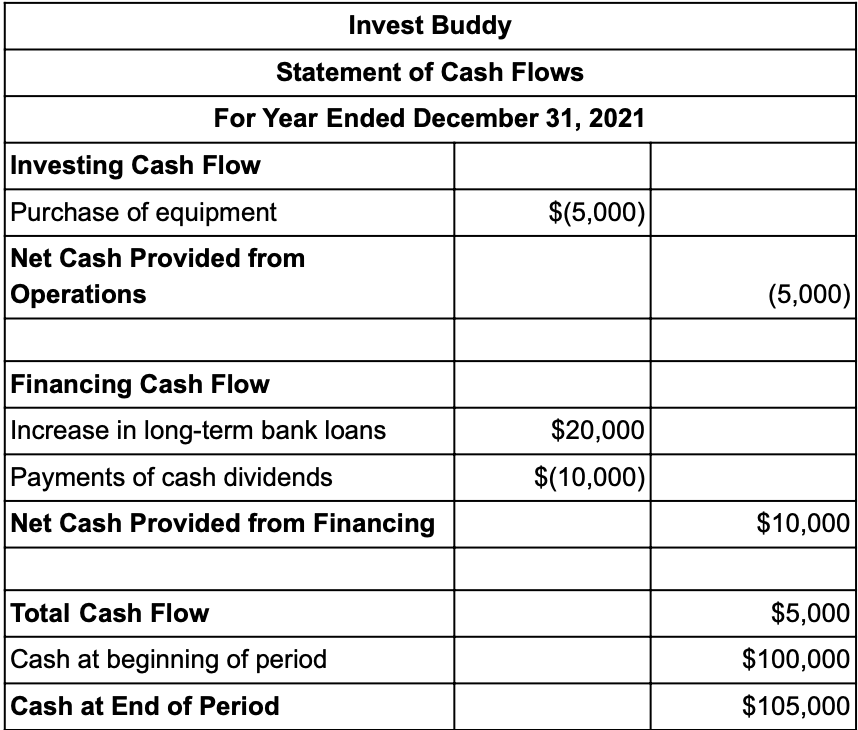 Invest Buddy
Statement of Cash Flows
For Year Ended December 31, 2021
Investing Cash Flow
Purchase of equipment $(5,000)
Net Cash Provided from
Operations (5,000)
Financing Cash Flow
Increase in long-term bank loans $20,000
Payments of cash dividends $(10,000)
Net Cash Provided from Financing $10,000
Total Cash Flow $5,000
Cash at beginning of period $100,000
Cash at End of Period $105,000